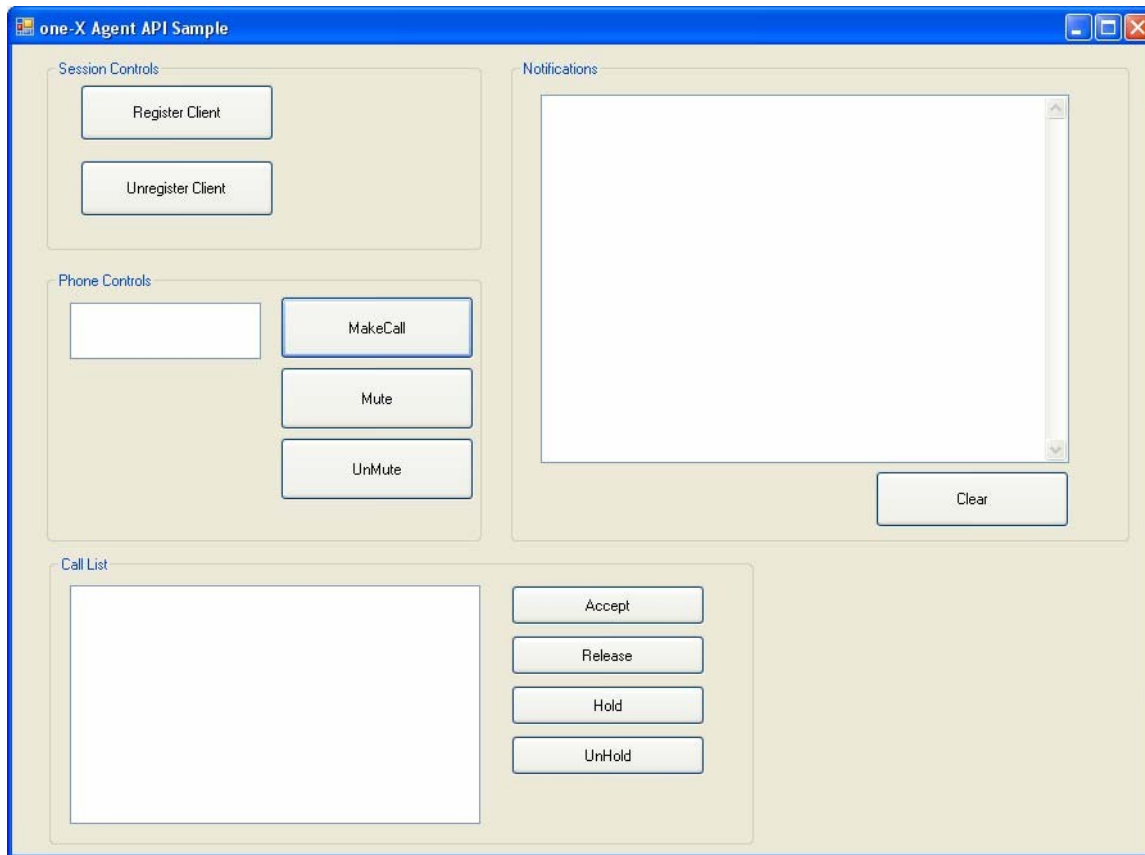 one-X Agent API Sample
Session Controls
Register Client
Unregister Client
Notifications
Clear
Phone Controls
MakeCall
Mute
UnMute
Call List
Accept
Release
Hold
UnHold